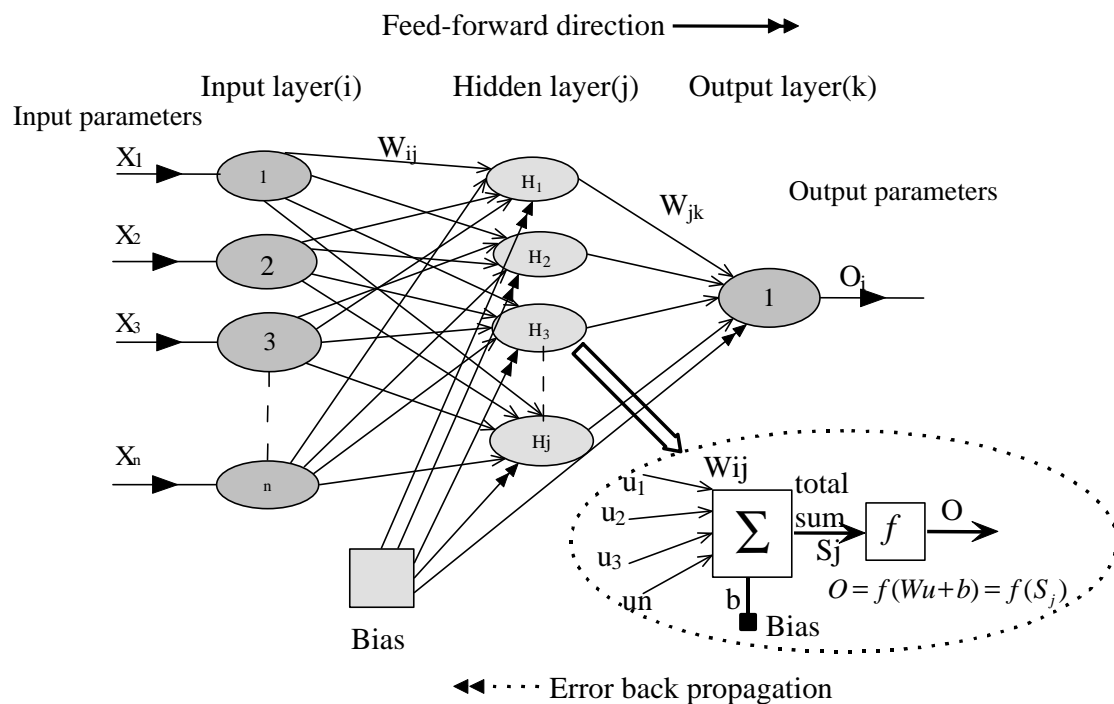 Feed-forward direction
Input layer(i) Hidden layer(j) Output layer(k)
Input parameters
X1 Wij H1
1
Wjk Output parameters
X2 2 H2
1 Oi
X3 3 H3
Xn n Hj
Wij
u1 total
u2 Σ sum f O
u3 Sj
un b O = f(Wu+b) = f(Sj)
Bias Bias
Error back propagation